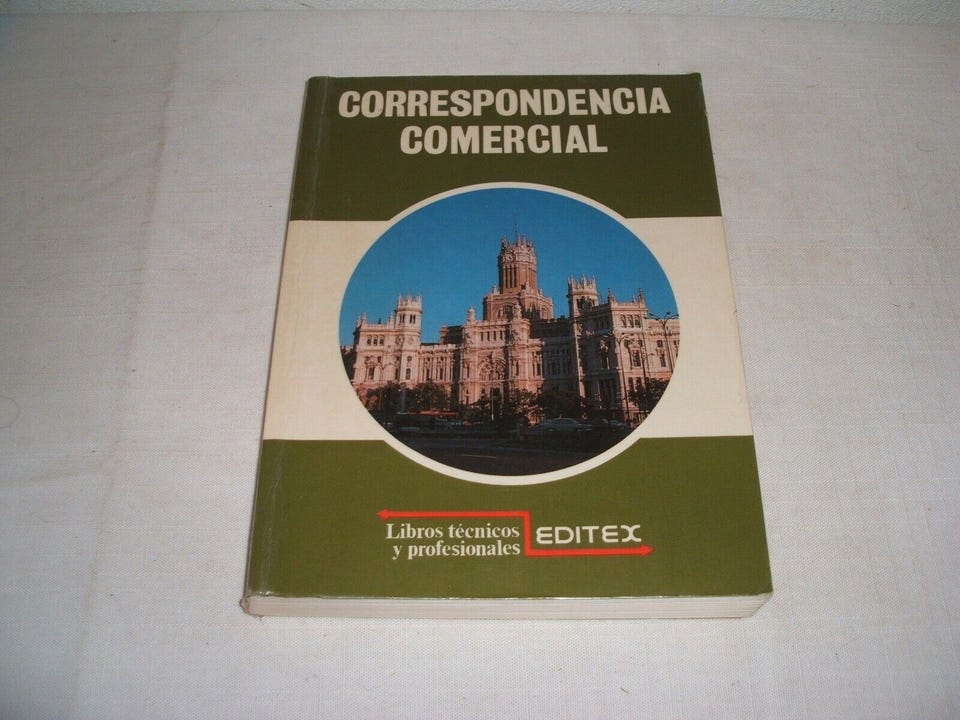 CORRESPONDENCIA
COMERCIAL
Libros técnicos
y profesionales
EDITEX